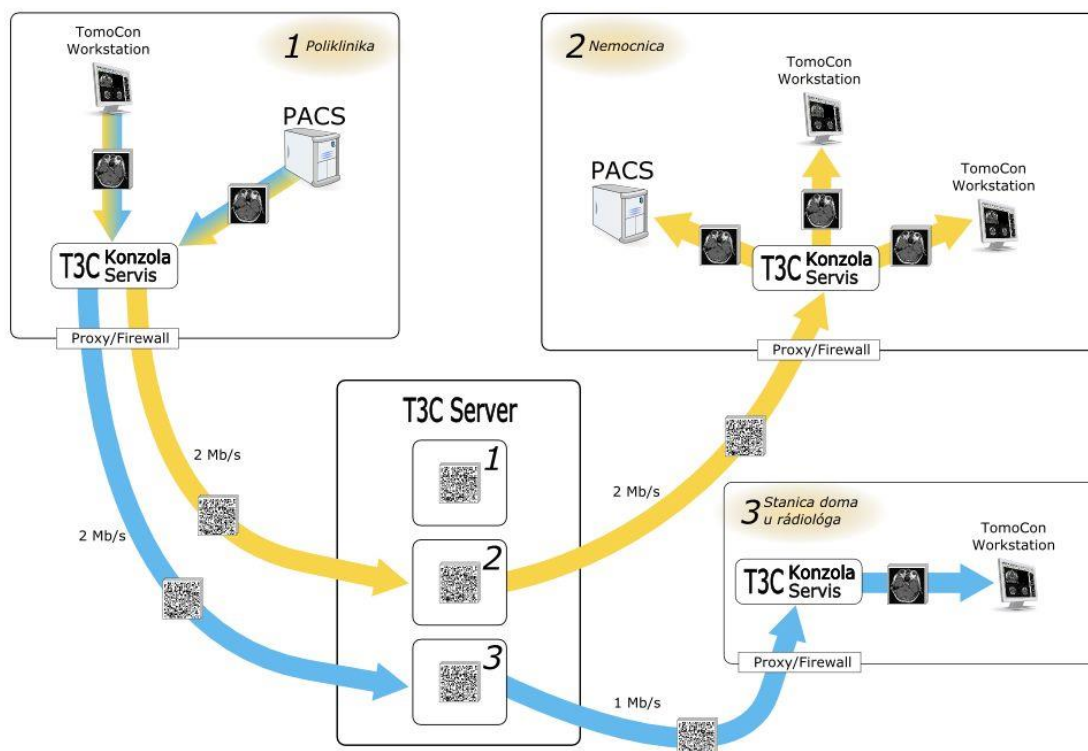 TomoCon
Workstation
1 Poliklinika
PACS
T3C Konzola
Servis
Proxy/Firewall
2 Nemocnica
TomoCon
Workstation
PACS
TomoCon
Workstation
T3C Konzola
Servis
Proxy/Firewall
T3C Server
1
2
3
2 Mb/s
2 Mb/s
2 Mb/s
1 Mb/s
3 Stanica doma
u rádiológa
TomoCon
Workstation
T3C Konzola
Servis
Proxy/Firewall